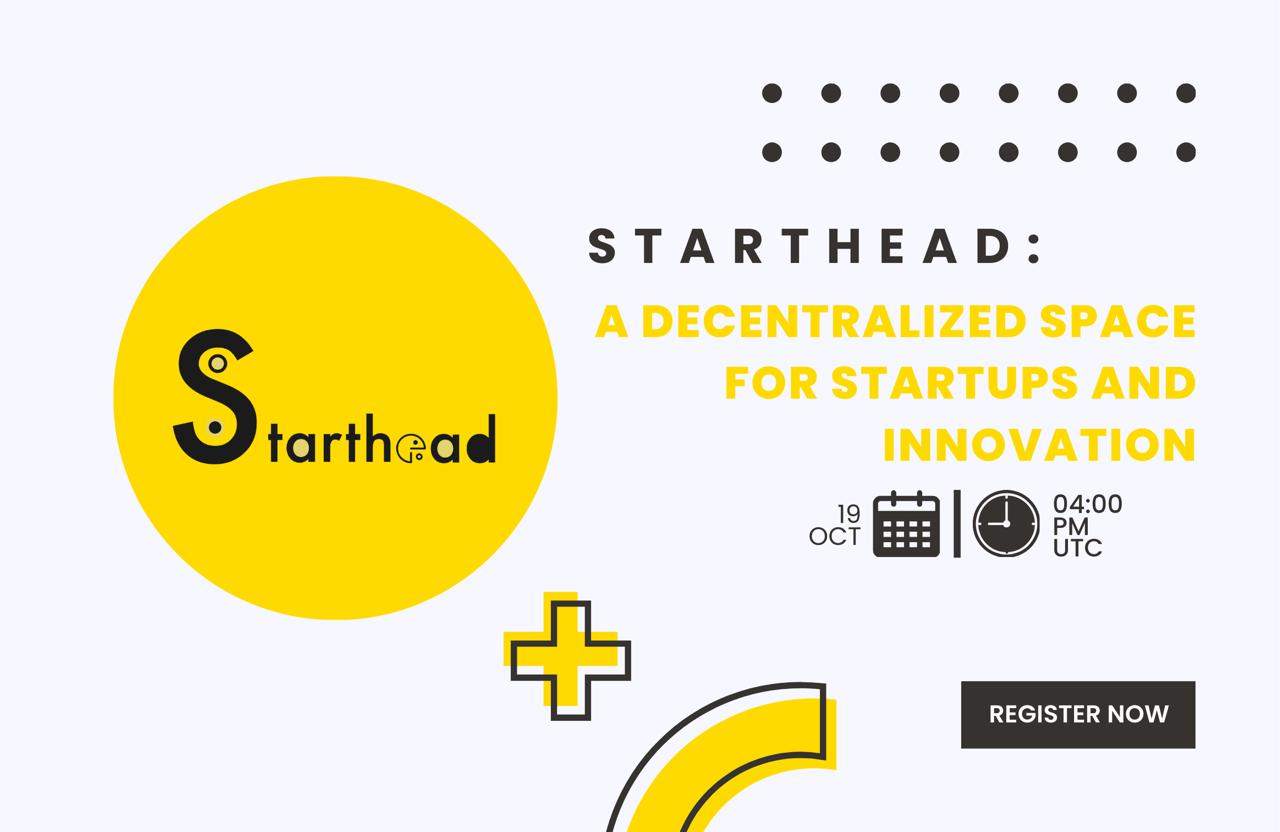 STARTHEAD:
A DECENTRALIZED SPACE
FOR STARTUPS AND
INNOVATION
Starthead
19
OCT
04:00
PM
UTC
REGISTER NOW